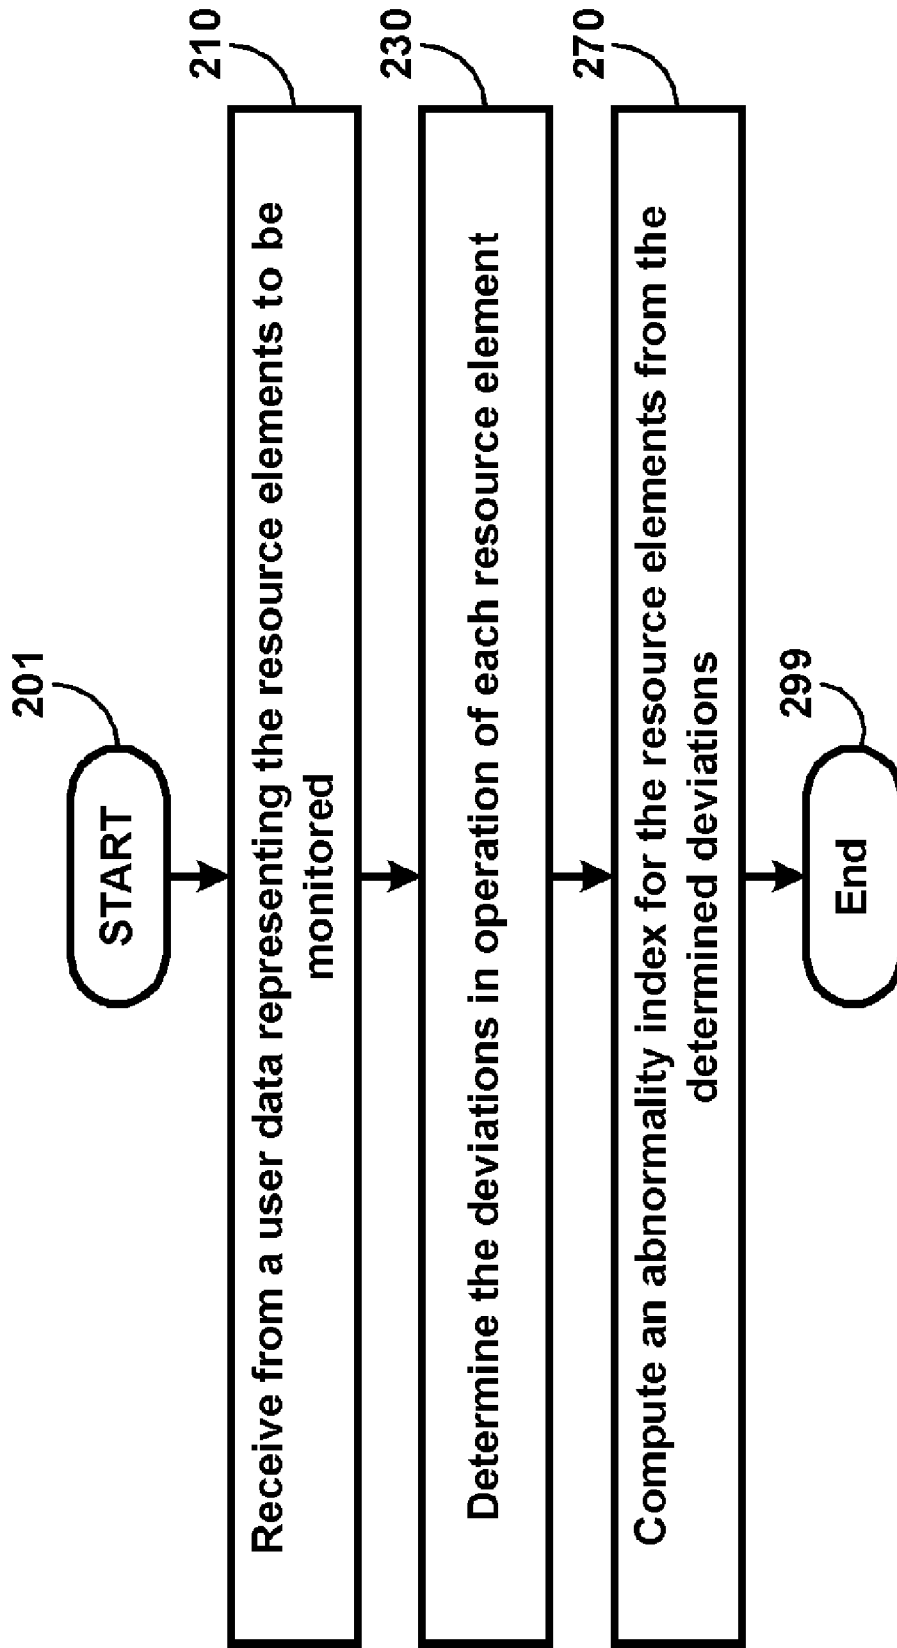 START
201
Receive from a user data representing the resource elements to be
monitored
210
Determine the deviations in operation of each resource element
230
Compute an abnormality index for the resource elements from the
determined deviations
270
End
299